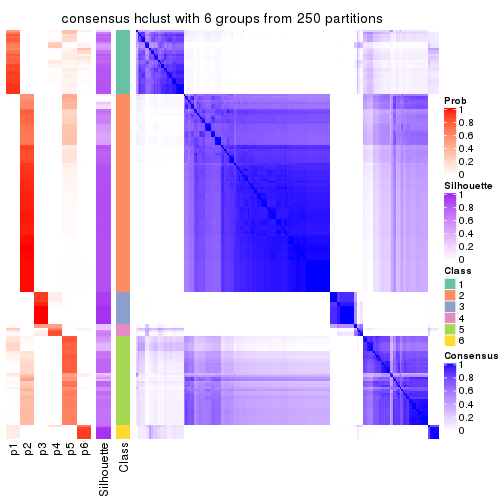 consensus hclust with 6 groups from 250 partitions
Prob
1
0.8
0.6
0.4
0.2
0
Silhouette
1
0.8
0.6
0.4
0.2
0
Class
1
2
3
4
5
6
Consensus
1
0.8
0.6
0.4
0.2
0
p1
p2
p3
p4
p5
p6
Silhouette
Class